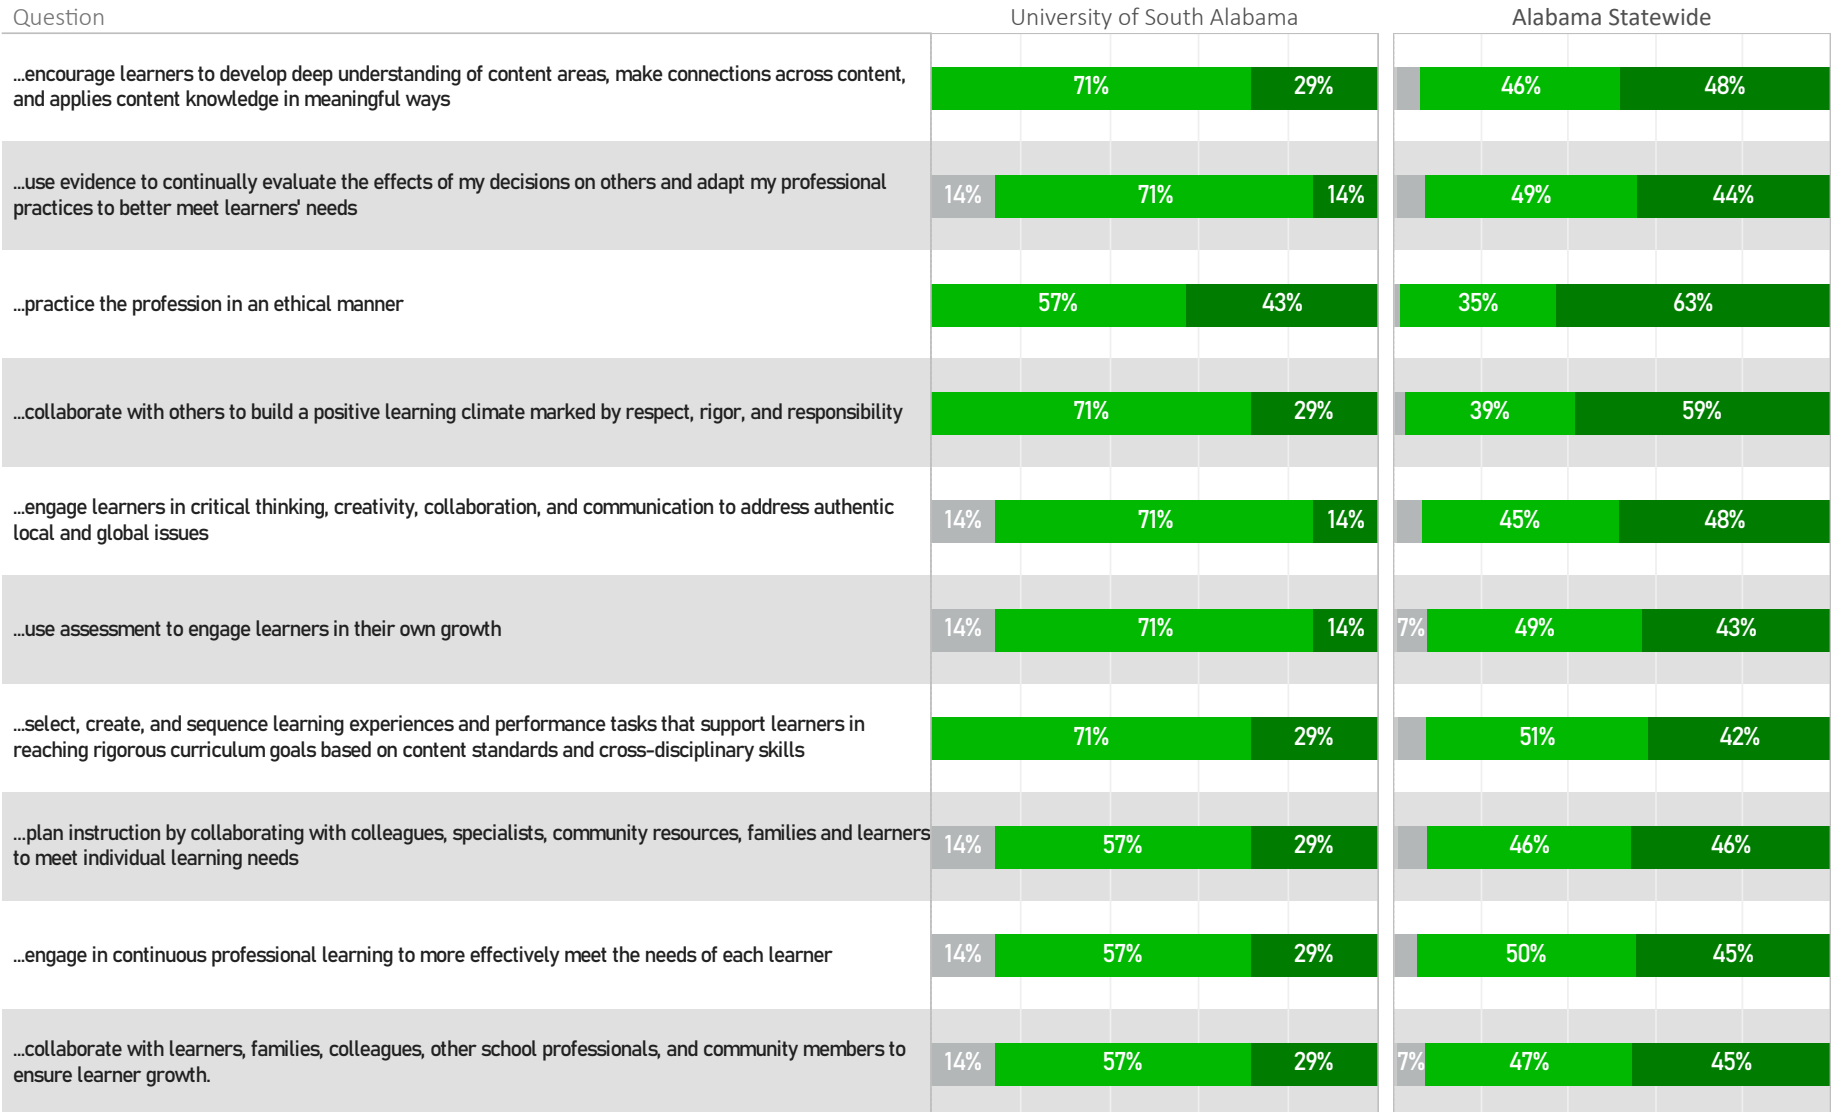 Question University of South Alabama Alabama Statewide
...encourage learners to develop deep understanding of content areas, make connections across content,
and applies content knowledge in meaningful ways
71% 29% 46% 48%
...use evidence to continually evaluate the effects of my decisions on others and adapt my professional
practices to better meet learners' needs
14% 71% 14% 49% 44%
...practice the profession in an ethical manner
57% 43% 35% 63%
...collaborate with others to build a positive learning climate marked by respect, rigor, and responsibility
71% 29% 39% 59%
...engage learners in critical thinking, creativity, collaboration, and communication to address authentic
local and global issues
14% 71% 14% 45% 48%
...use assessment to engage learners in their own growth
14% 71% 14% 7% 49% 43%
...select, create, and sequence learning experiences and performance tasks that support learners in
reaching rigorous curriculum goals based on content standards and cross-disciplinary skills
71% 29% 51% 42%
...plan instruction by collaborating with colleagues, specialists, community resources, families and learners
to meet individual learning needs
14% 57% 29% 46% 46%
...engage in continuous professional learning to more effectively meet the needs of each learner
14% 57% 29% 50% 45%
...collaborate with learners, families, colleagues, other school professionals, and community members to
ensure learner growth.
14% 57% 29% 7% 47% 45%